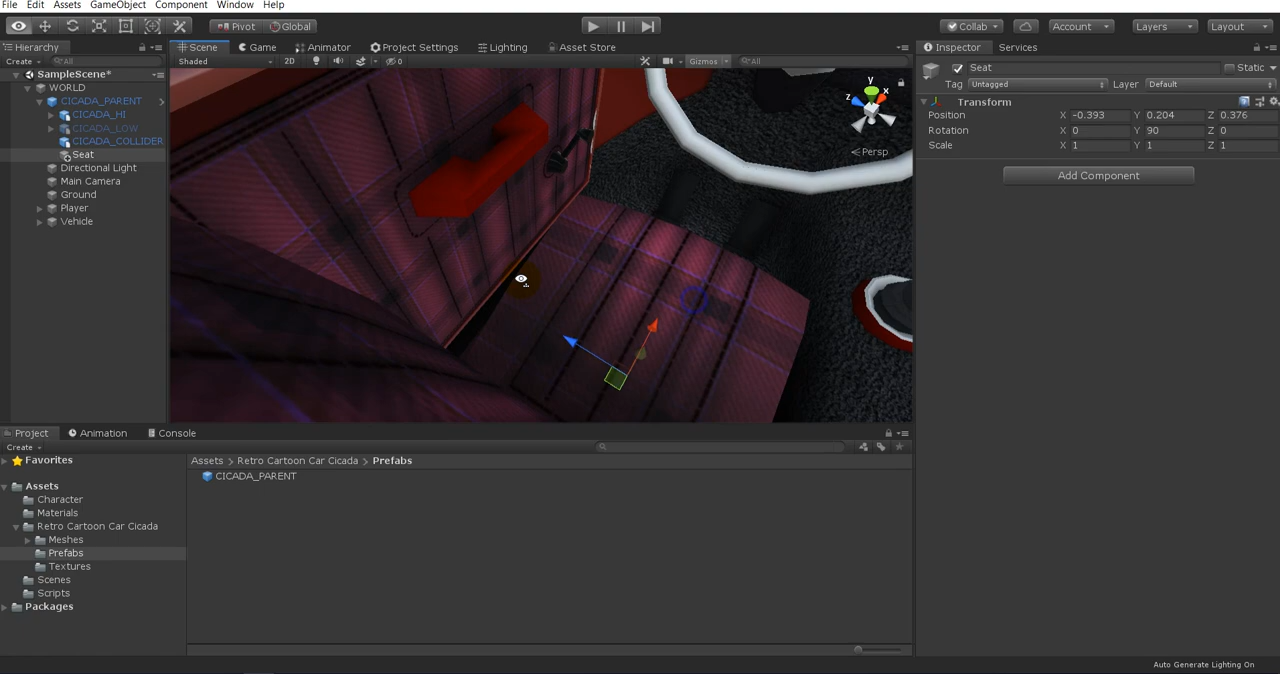 File Edit Assets GameObject Component Window Help
Pivot Global Collab Account Layers Layout
Hierarchy
Create All
SampleScene*
WORLD
CICADA_PARENT
CICADA_HI
CICADA_LOW
CICADA_COLLIDER
Seat
Directional Light
Main Camera
Ground
Player
Vehicle
Scene Game Animator Project Settings Lighting Asset Store
Shaded 2D 0 Gizmos All
y
x
z
Persp
Inspector Services
Seat Static
Tag Untagged Layer Default
Transform
Position X -0.393 Y 0.204 Z 0.376
Rotation X 0 Y 90 Z 0
Scale X 1 Y 1 Z 1
Add Component
Project Animation Console
Create
Favorites
Assets
Character
Materials
Retro Cartoon Car Cicada
Meshes
Prefabs
Textures
Scenes
Scripts
Packages
Assets > Retro Cartoon Car Cicada > Prefabs
CICADA_PARENT
Auto Generate Lighting On